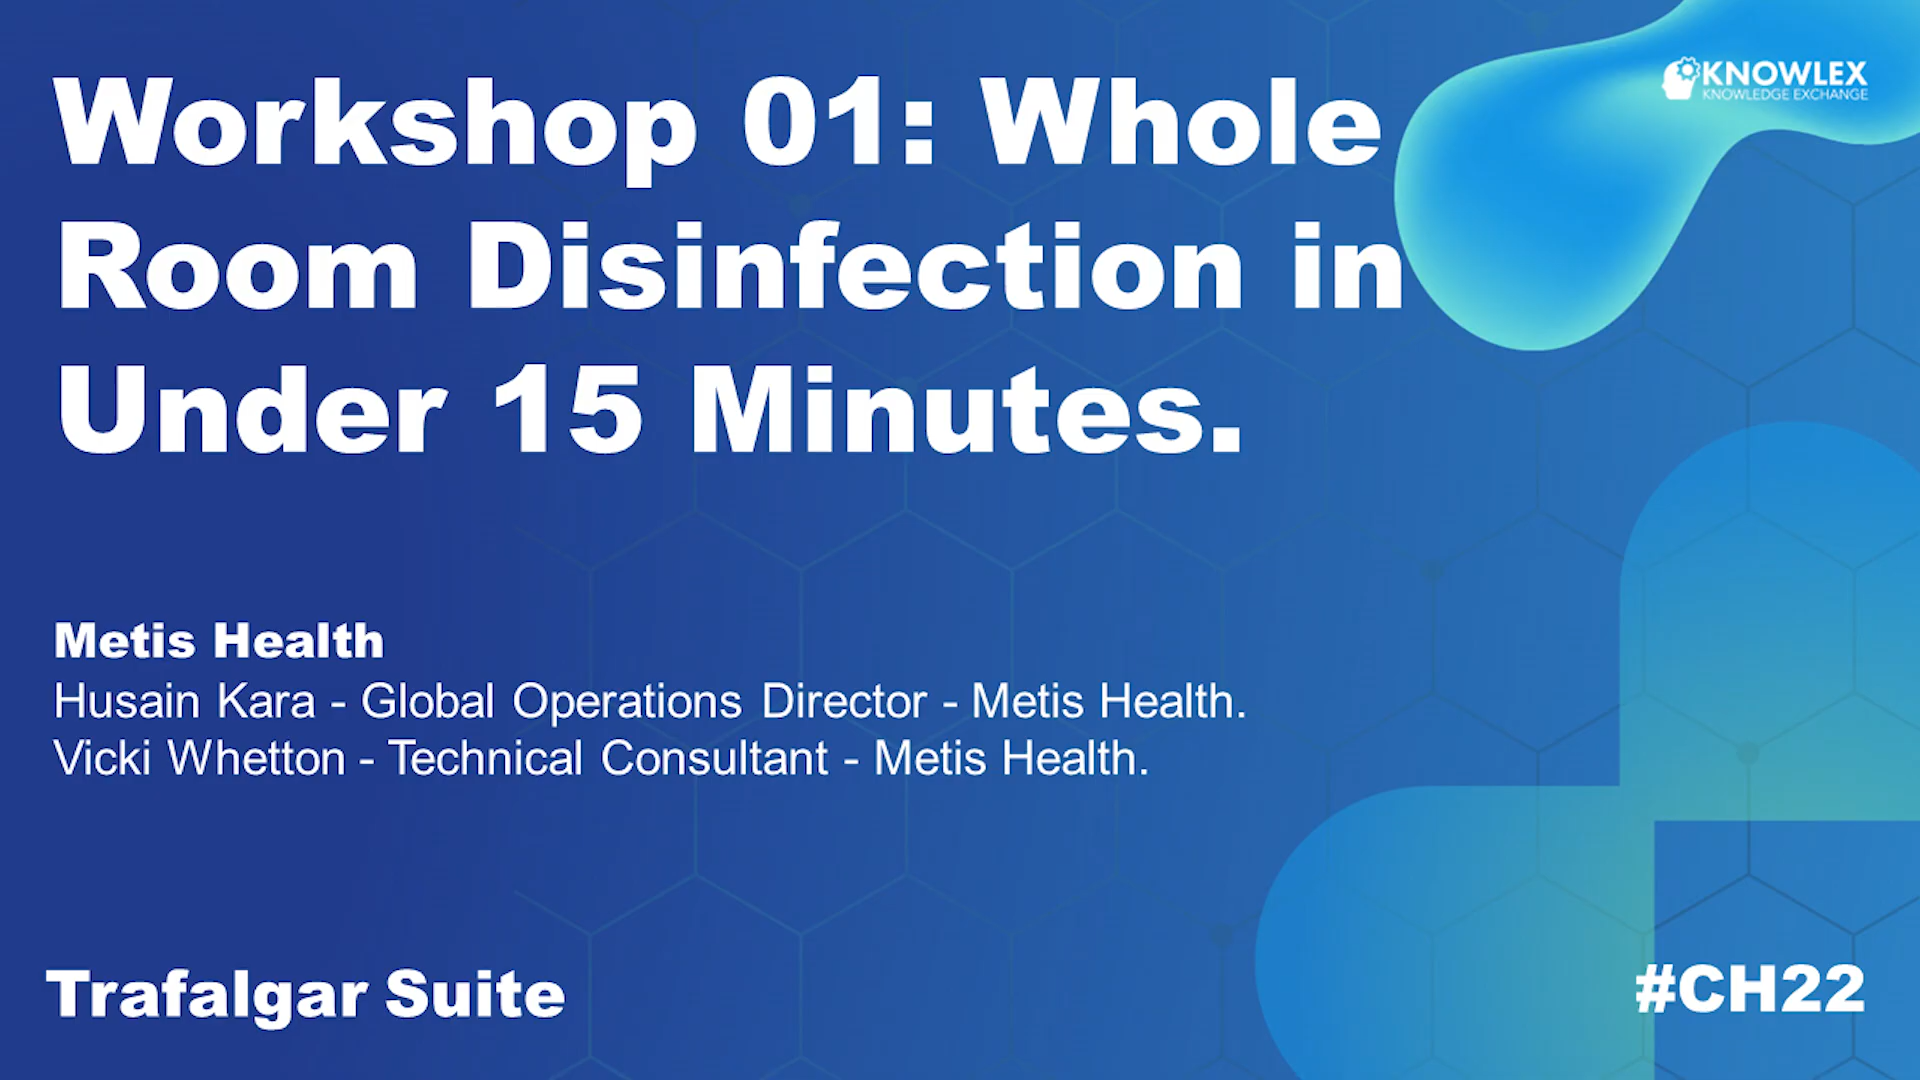 KNOWLEX
KNOWLEDGE EXCHANGE
Workshop 01: Whole
Room Disinfection in
Under 15 Minutes.
Metis Health
Husain Kara - Global Operations Director - Metis Health.
Vicki Whetton - Technical Consultant - Metis Health.
Trafalgar Suite
#CH22